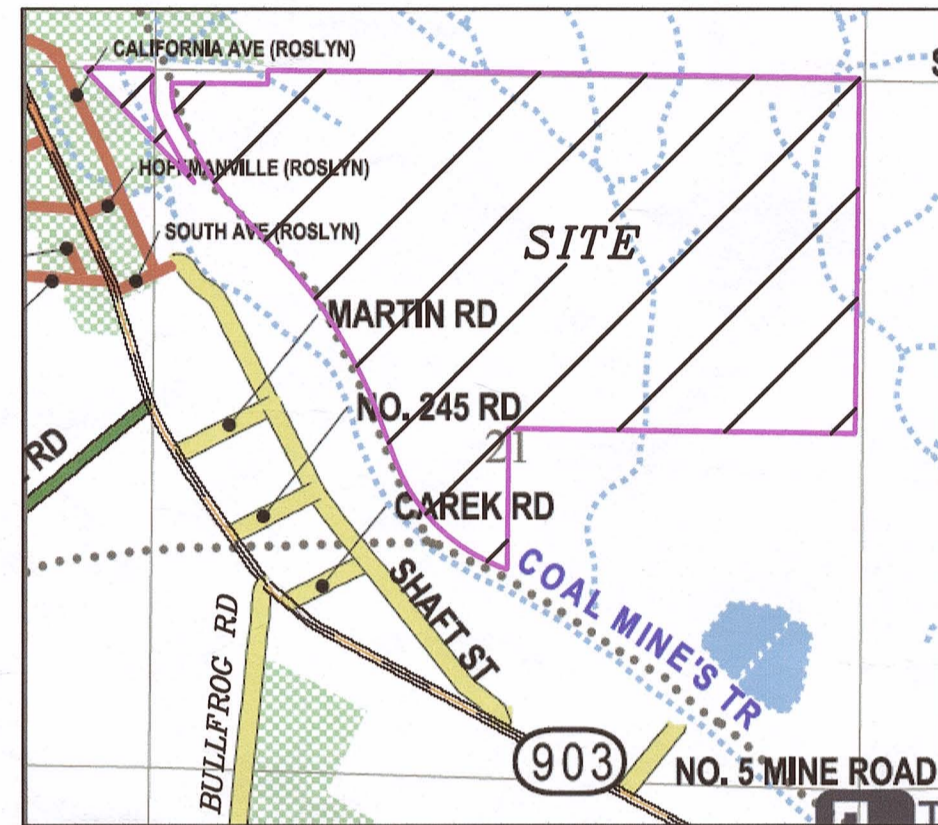 CALIFORNIA AVE (ROSLYN)
S
HOFFMANVILLE (ROSLYN)
SOUTH AVE (ROSLYN)
SITE
MARTIN RD
NO. 245 RD
RD
21
CAREK RD
SHAFT ST
COAL MINE'S TR
BULLFROG RD
903
NO. 5 MINE ROAD
T